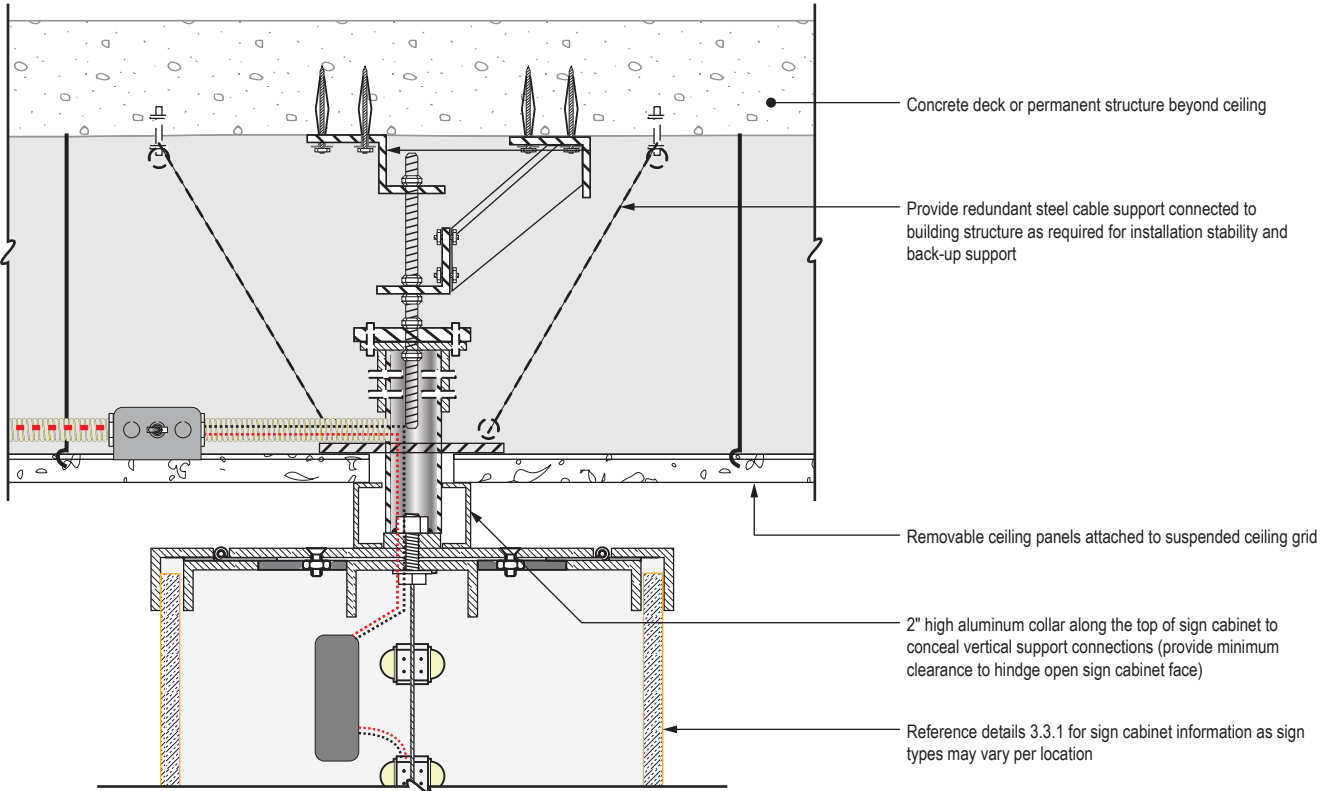 Concrete deck or permanent structure beyond ceiling
Provide redundant steel cable support connected to
building structure as required for installation stability and
back-up support
Removable ceiling panels attached to suspended ceiling grid
2" high aluminum collar along the top of sign cabinet to
conceal vertical support connections (provide minimum
clearance to hindge open sign cabinet face)
Reference details 3.3.1 for sign cabinet information as sign
types may vary per location